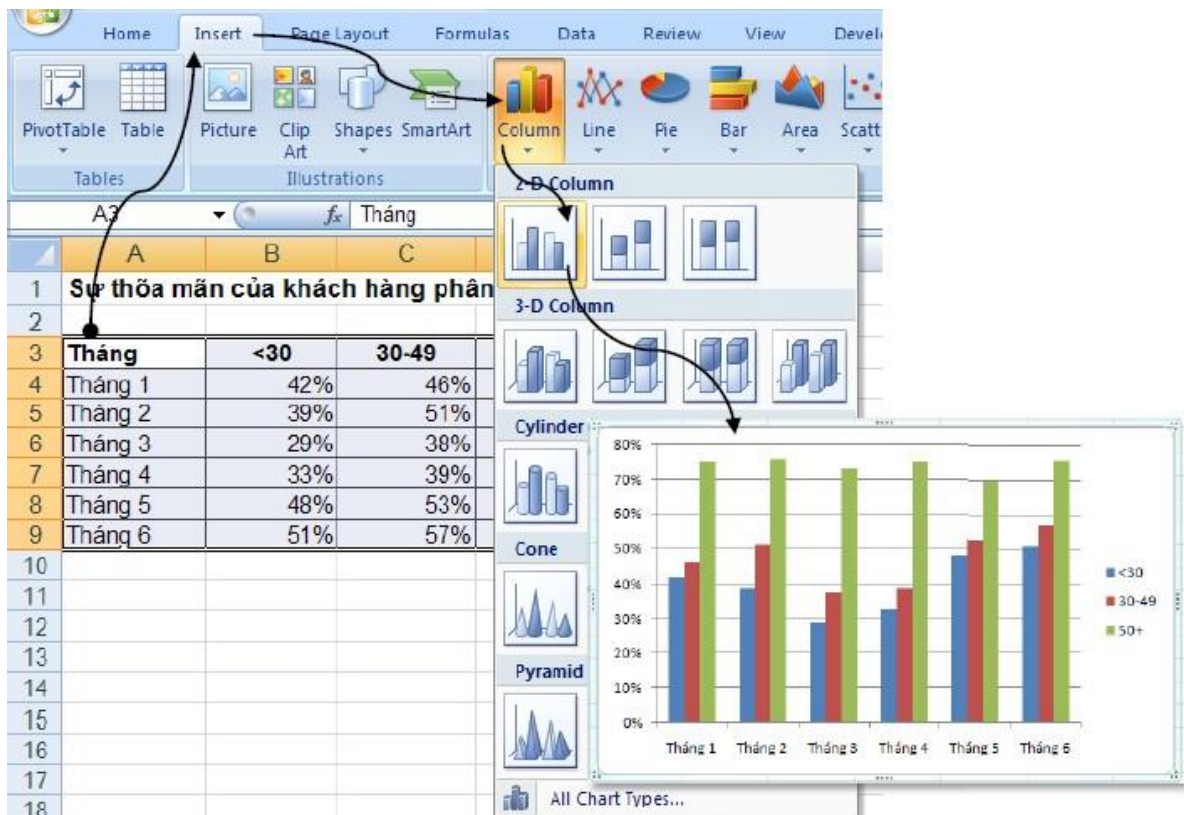 Home Insert Page Layout Formulas Data Review View Devel
PivotTable Table Picture Clip Art Shapes SmartArt Column Line Pie Bar Area Scatt
Tables Illustrations
2-D Column
A3 fx Tháng
A B C
1 Sự thõa mãn của khách hàng phân
2
3 Tháng <30 30-49
3-D Column
4 Tháng 1 42% 46%
5 Tháng 2 39% 51%
6 Tháng 3 29% 38%
7 Tháng 4 33% 39%
8 Tháng 5 48% 53%
9 Tháng 6 51% 57%
10
11
12
13
14
15
16
17
18
Cylinder
Cone
Pyramid
All Chart Types...
80%
70%
60%
50%
40%
30%
20%
10%
0%
Tháng 1 Tháng 2 Tháng 3 Tháng 4 Tháng 5 Tháng 6
<30
30-49
50+